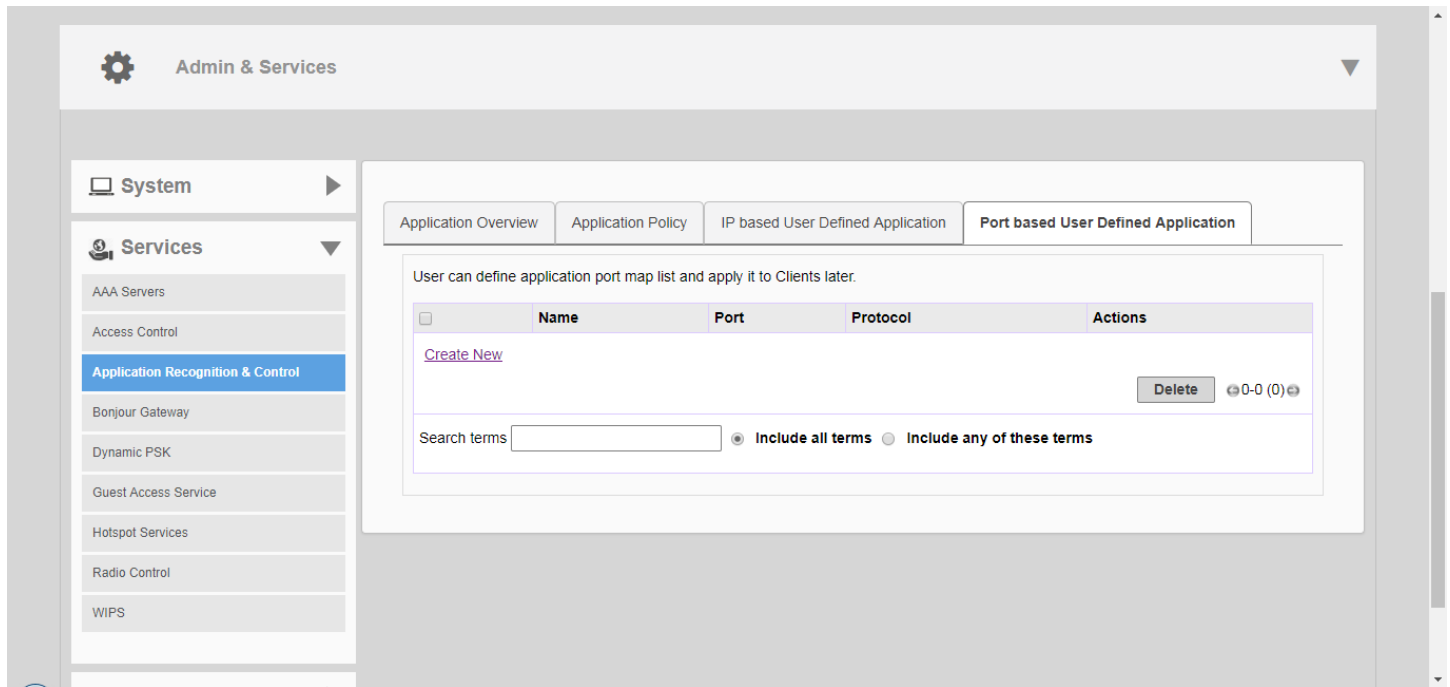 Admin & Services
System
Services
AAA Servers
Access Control
Application Recognition & Control
Bonjour Gateway
Dynamic PSK
Guest Access Service
Hotspot Services
Radio Control
WIPS
Application Overview Application Policy IP based User Defined Application Port based User Defined Application
User can define application port map list and apply it to Clients later.
Name Port Protocol Actions
Create New
Delete 0-0 (0)
Search terms Include all terms Include any of these terms